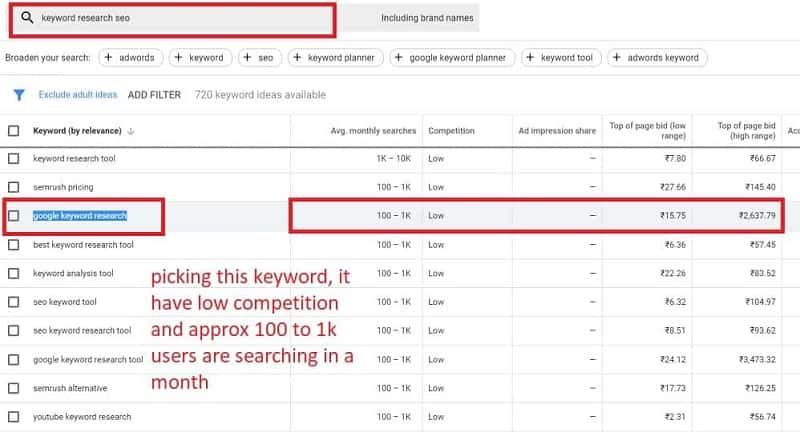 keyword research seo
Including brand names
Broaden your search: + adwords + keyword + seo + keyword planner + google keyword planner + keyword tool + adwords keyword
Exclude adult ideas ADD FILTER 720 keyword ideas available
Keyword (by relevance) ↓ Avg. monthly searches Competition Ad impression share Top of page bid (low range) Top of page bid (high range) Acc
keyword research tool 1K – 10K Low – ₹7.80 ₹66.67
semrush pricing 100 – 1K Low – ₹27.66 ₹145.40
google keyword research 100 – 1K Low – ₹15.75 ₹2,637.79
best keyword research tool 100 – 1K Low – ₹6.36 ₹57.45
keyword analysis tool 100 – 1K Low – ₹22.26 ₹83.52
seo keyword tool 100 – 1K Low – ₹6.32 ₹104.97
seo keyword research tool 100 – 1K Low – ₹8.51 ₹93.62
google keyword research tool 100 – 1K Low – ₹24.12 ₹3,473.32
semrush alternative 100 – 1K Low – ₹17.73 ₹126.25
youtube keyword research 100 – 1K Low – ₹2.31 ₹56.74
picking this keyword, it
have low competition
and approx 100 to 1k
users are searching in a
month